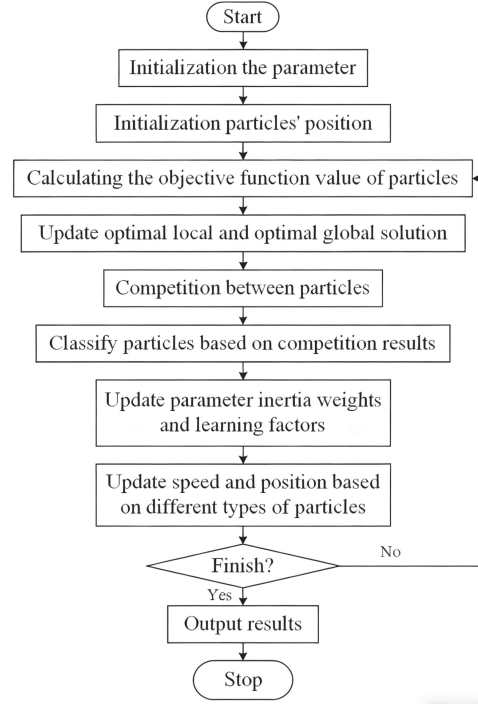 Start
Initialization the parameter
Initialization particles' position
Calculating the objective function value of particles
Update optimal local and optimal global solution
Competition between particles
Classify particles based on competition results
Update parameter inertia weights
and learning factors
Update speed and position based
on different types of particles
Finish?
No
Yes
Output results
Stop